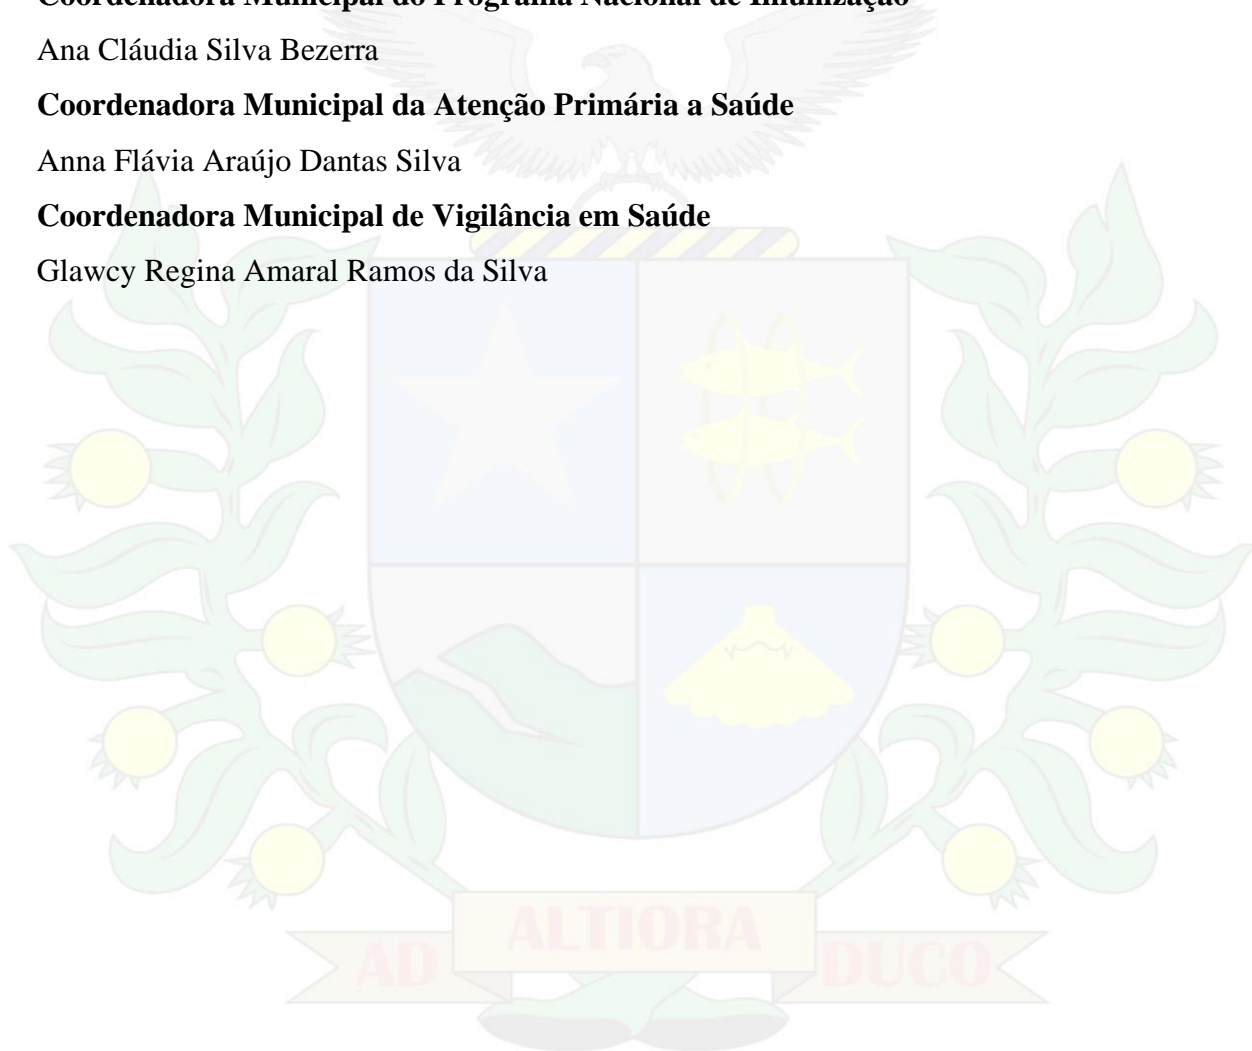 Coordenadora Municipal do Programa Nacional de Imunização
Ana Cláudia Silva Bezerra
Coordenadora Municipal da Atenção Primária a Saúde
Anna Flávia Araújo Dantas Silva
Coordenadora Municipal de Vigilância em Saúde
Glawcy Regina Amaral Ramos da Silva
AD ALTIORA DUCO